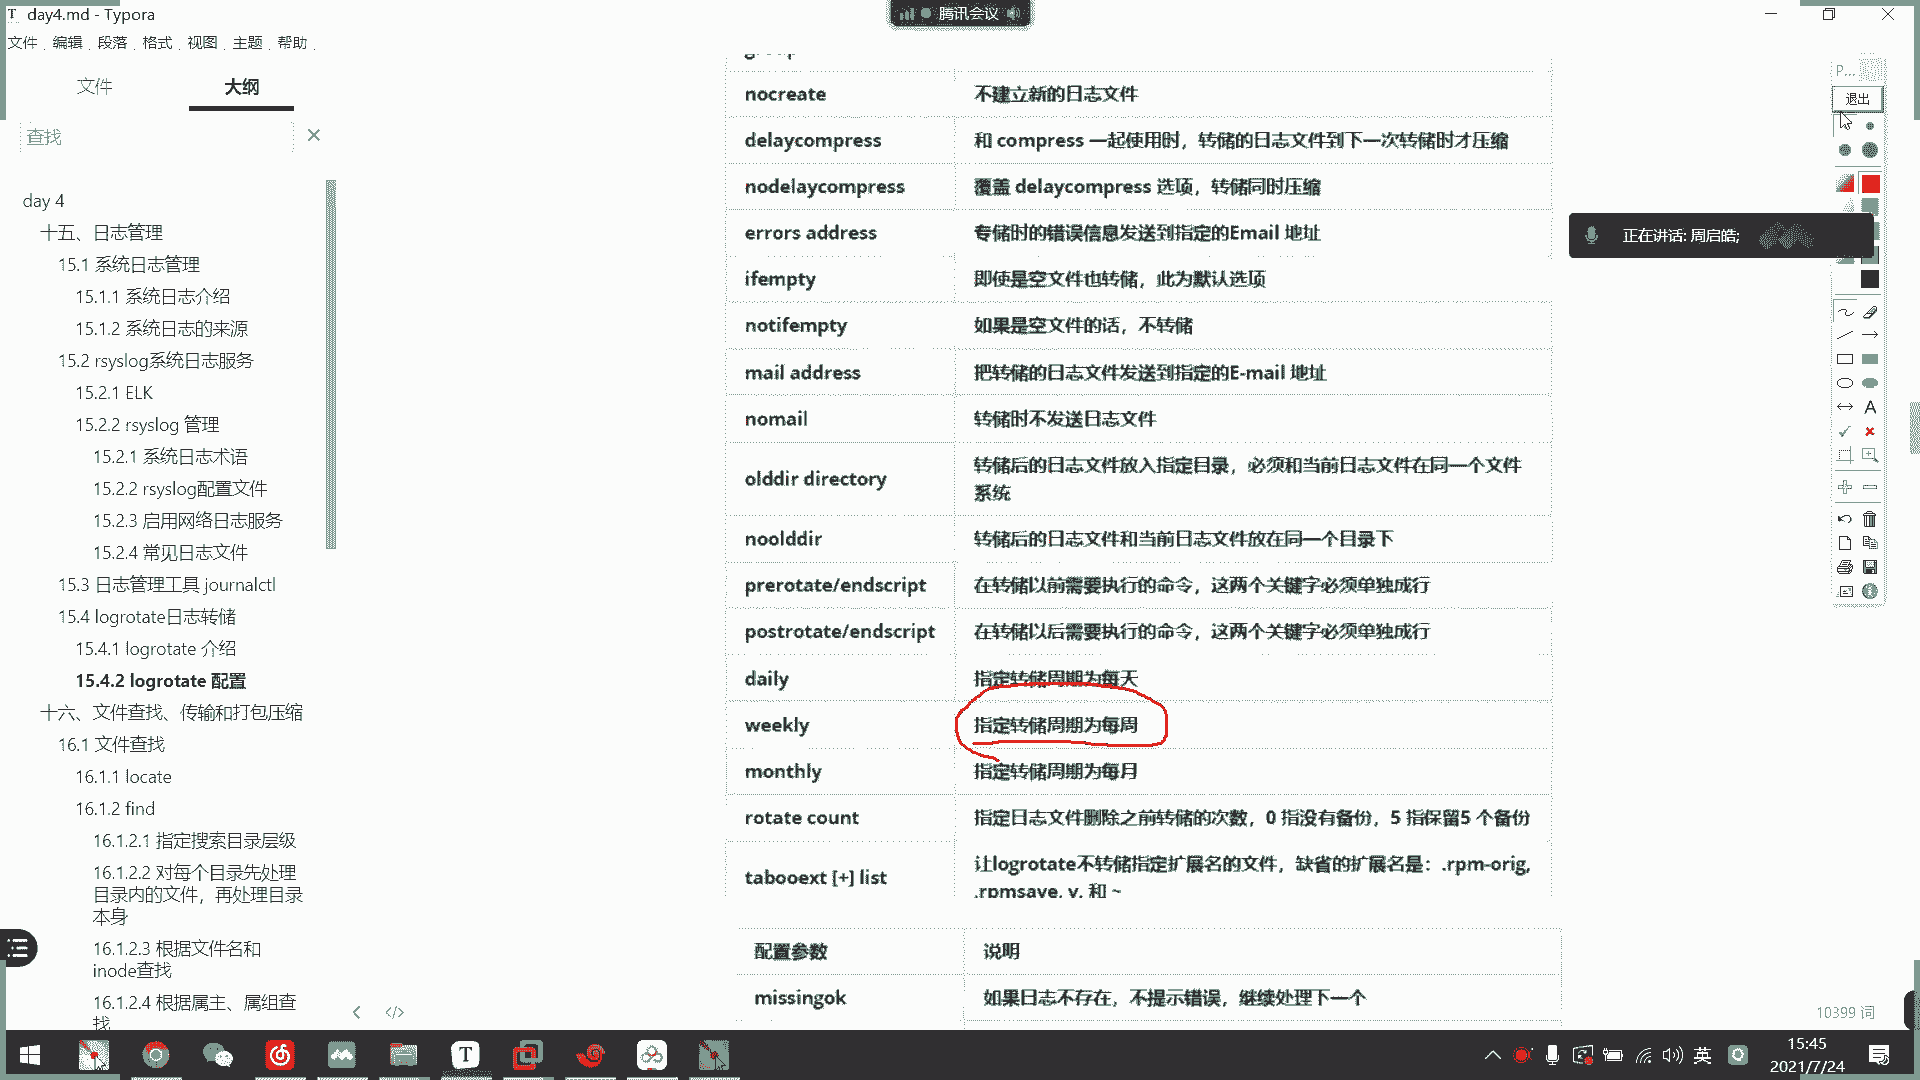 day4.md - Typora
腾讯会议
文件 编辑 段落 格式 视图 主题 帮助
文件 大纲
查找
day 4
十五、日志管理
15.1 系统日志管理
15.1.1 系统日志介绍
15.1.2 系统日志的来源
15.2 rsyslog系统日志服务
15.2.1 ELK
15.2.2 rsyslog 管理
15.2.1 系统日志术语
15.2.2 rsyslog配置文件
15.2.3 启用网络日志服务
15.2.4 常见日志文件
15.3 日志管理工具 journalctl
15.4 logrotate日志转储
15.4.1 logrotate 介绍
15.4.2 logrotate 配置
十六、文件查找、传输和打包压缩
16.1 文件查找
16.1.1 locate
16.1.2 find
16.1.2.1 指定搜索目录层级
16.1.2.2 对每个目录先处理
目录内的文件，再处理目录
本身
16.1.2.3 根据文件名和
inode查找
16.1.2.4 根据属主、属组查
找
nocreate 不建立新的日志文件
delaycompress 和 compress 一起使用时，转储的日志文件到下一次转储时才压缩
nodelaycompress 覆盖 delaycompress 选项，转储同时压缩
errors address 专储时的错误信息发送到指定的Email 地址
ifempty 即使是空文件也转储，此为默认选项
notifempty 如果是空文件的话，不转储
mail address 把转储的日志文件发送到指定的E-mail 地址
nomail 转储时不发送日志文件
olddir directory 转储后的日志文件放入指定目录，必须和当前日志文件在同一个文件
系统
noolddir 转储后的日志文件和当前日志文件放在同一个目录下
prerotate/endscript 在转储以前需要执行的命令，这两个关键字必须单独成行
postrotate/endscript 在转储以后需要执行的命令，这两个关键字必须单独成行
daily 指定转储周期为每天
weekly 指定转储周期为每周
monthly 指定转储周期为每月
rotate count 指定日志文件删除之前转储的次数，0 指没有备份，5 指保留5 个备份
tabooext [+] list 让logrotate不转储指定扩展名的文件，缺省的扩展名是：.rpm-orig,
.rpmsave, v, 和 ~
配置参数 说明
missingok 如果日志不存在，不提示错误，继续处理下一个
P...
退出
正在讲话: 周启皓;
A
10399 词
英
15:45
2021/7/24